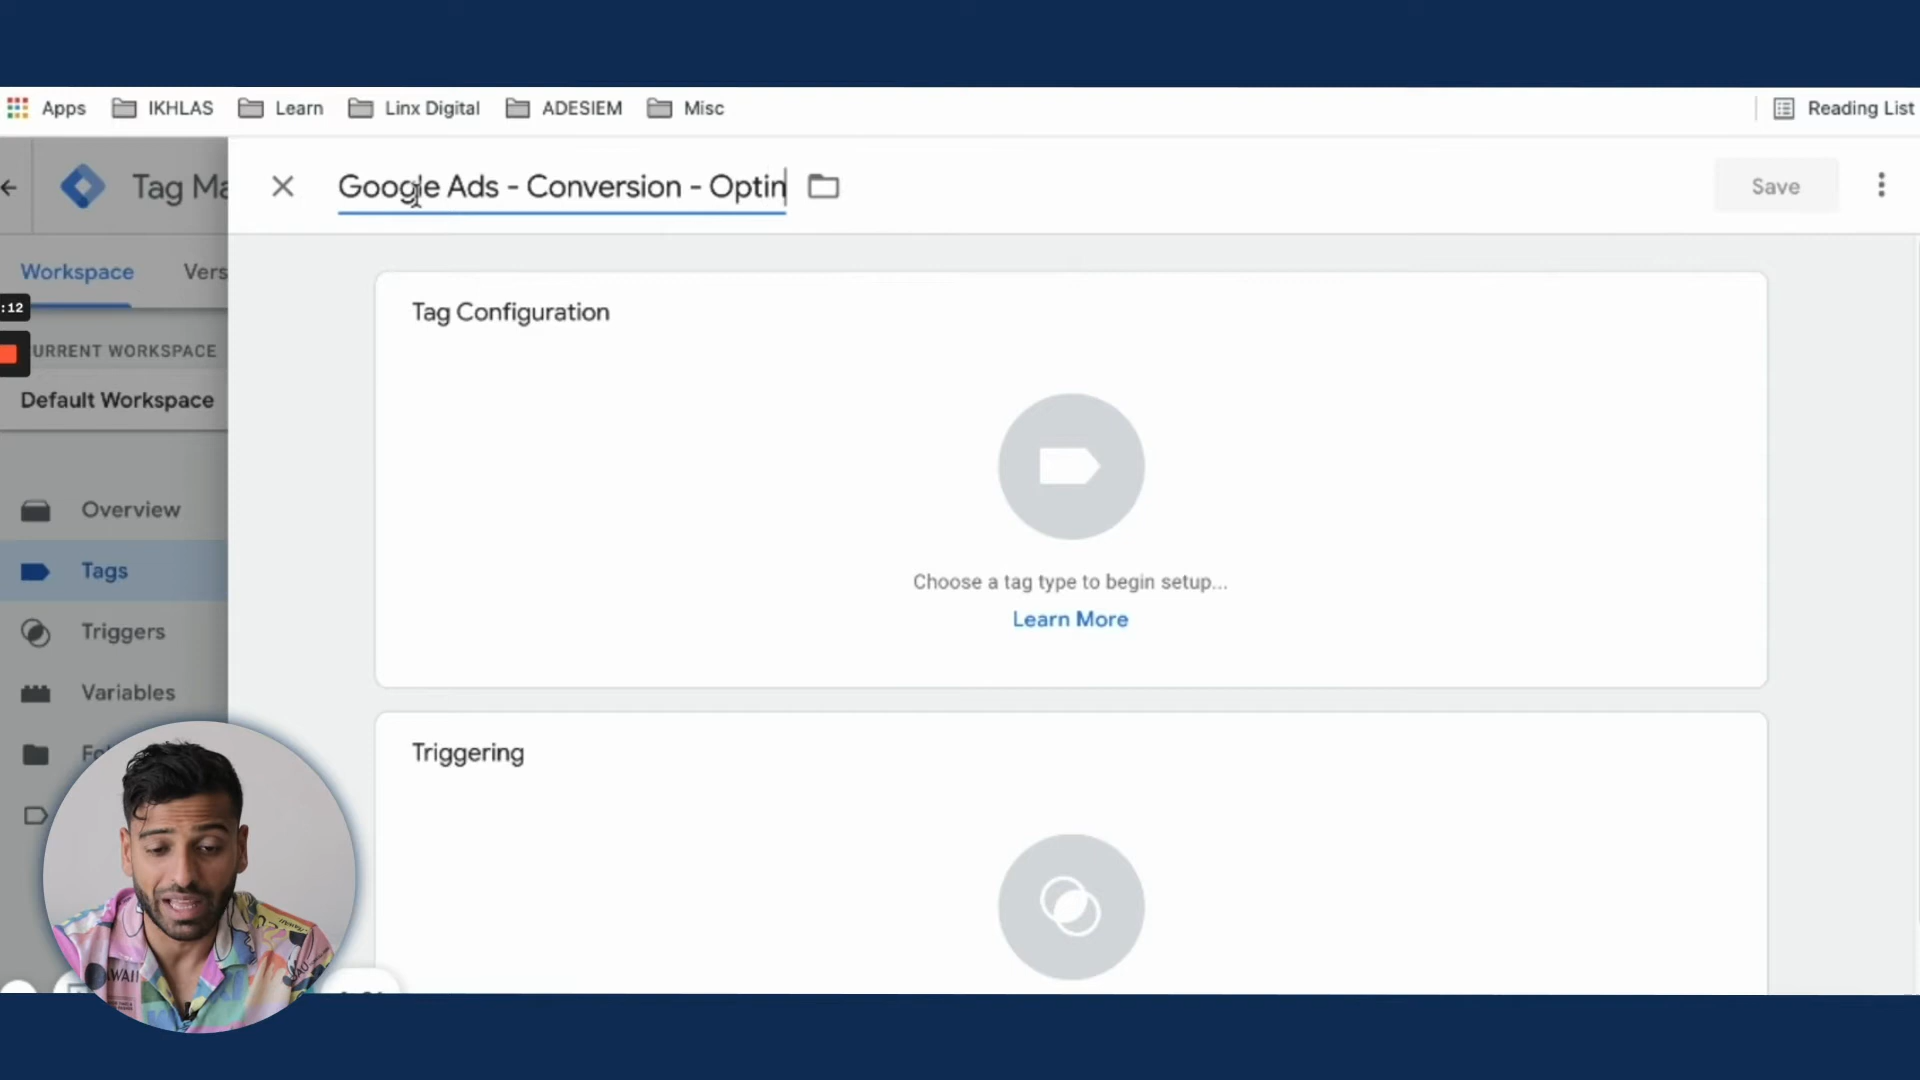 Apps IKHLAS Learn Linx Digital ADESIEM Misc Reading List
Tag Ma
Google Ads - Conversion - Optin
Save
Workspace Vers
:12
URRENT WORKSPACE
Default Workspace
Overview
Tags
Triggers
Variables
Tag Configuration
Choose a tag type to begin setup...
Learn More
Triggering